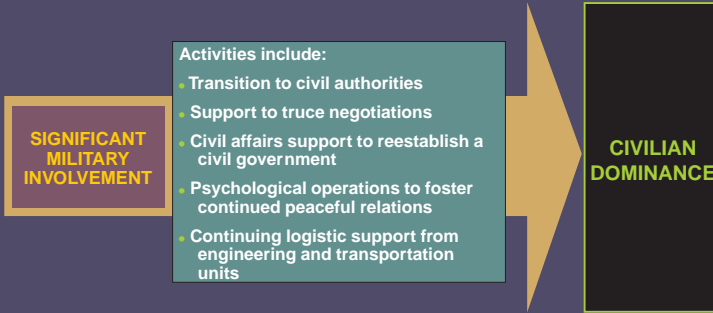 SIGNIFICANT
MILITARY
INVOLVEMENT
Activities include:
• Transition to civil authorities
• Support to truce negotiations
• Civil affairs support to reestablish a
civil government
• Psychological operations to foster
continued peaceful relations
• Continuing logistic support from
engineering and transportation
units
CIVILIAN
DOMINANCE